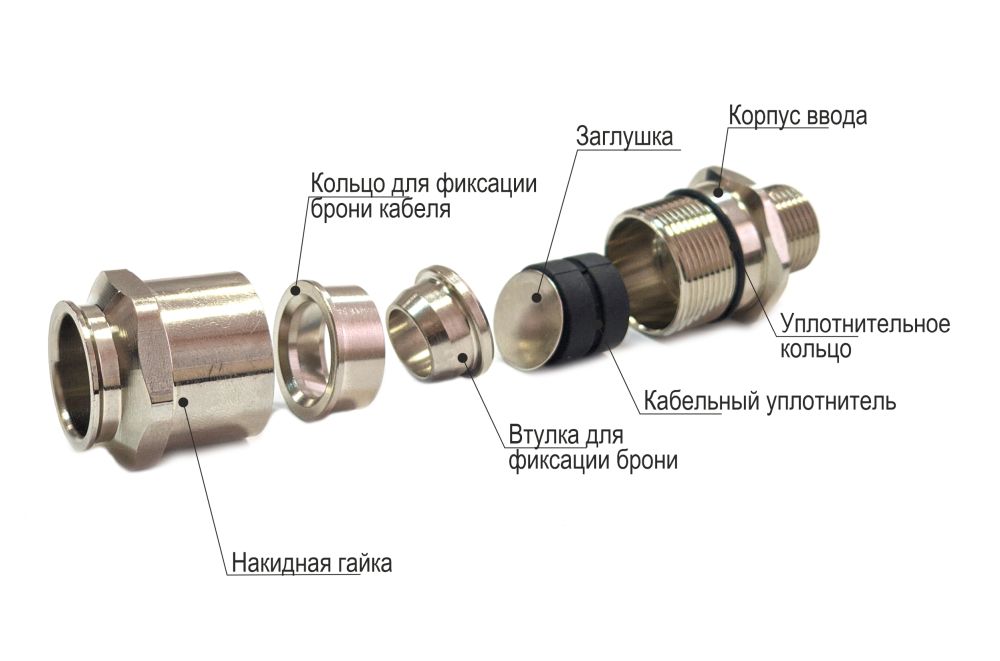 Корпус ввода
Заглушка
Кольцо для фиксации
брони кабеля
Уплотнительное
кольцо
Кабельный уплотнитель
Втулка для
фиксации брони
Накидная гайка